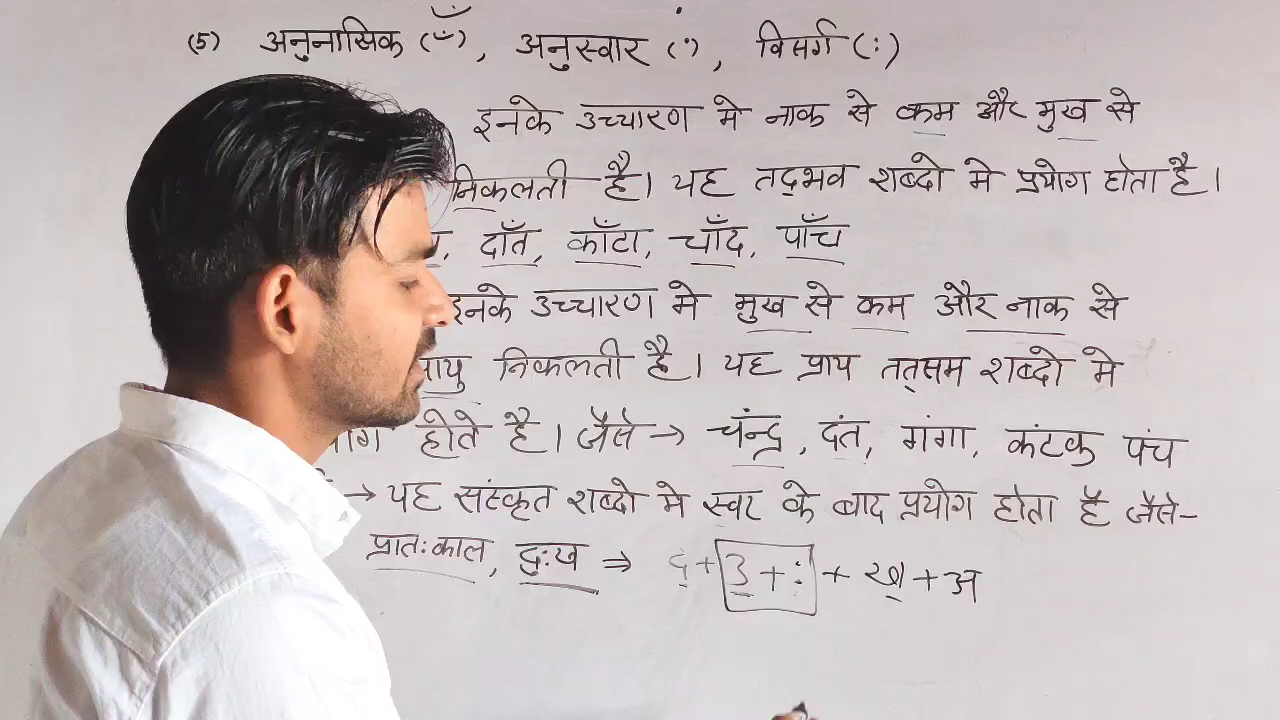 (5) अनुनासिक (ँ), अनुस्वार (ं), विसर्ग (ः)
इनके उच्चारण मे नाक से कम और मुख से
निकलती है। यह तद्भव शब्दो मे प्रयोग होता है।
दाँत, काँटा, चाँद, पाँच
इनके उच्चारण मे मुख से कम और नाक से
निकलती है। यह प्राय तत्सम शब्दो मे
होते है। जैसे → चंन्द्र, दंत, गंगा, कंटक पंच
→ यह संस्कृत शब्दो मे स्वर के बाद प्रयोग होता है जैसे-
प्रातःकाल, दुःख ⇒ द्+उ+ः+ख्+अ